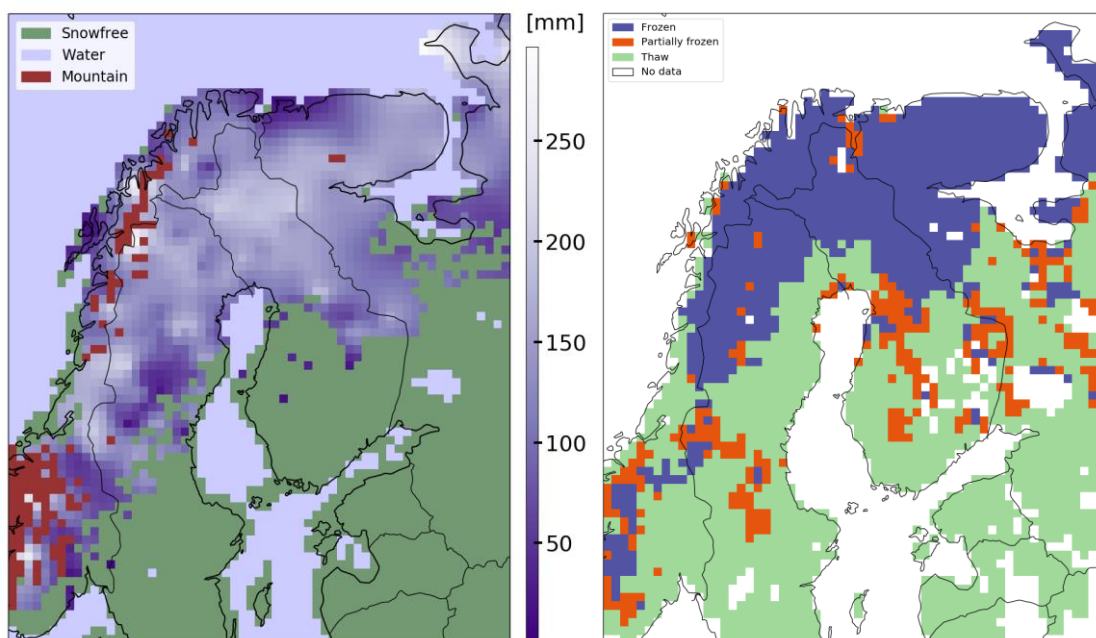 Snowfree
Water
Mountain
[mm]
250
200
150
100
50
Frozen
Partially frozen
Thaw
No data